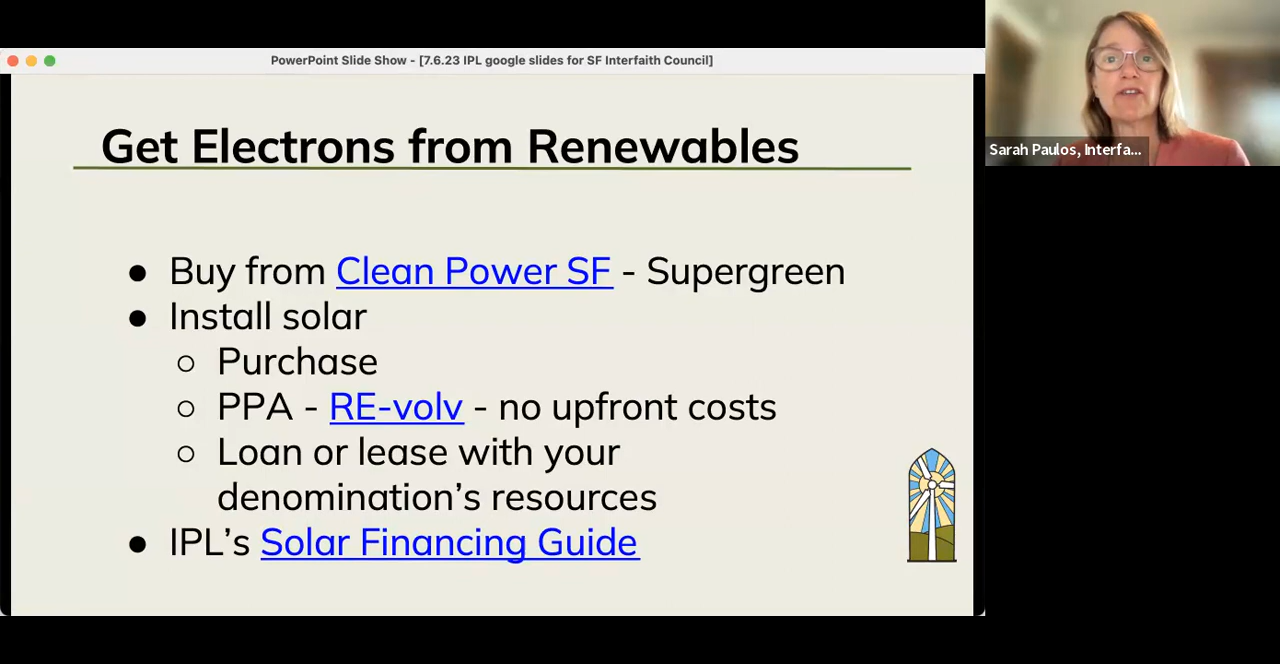 PowerPoint Slide Show - [7.6.23 IPL google slides for SF Interfaith Council]
Get Electrons from Renewables
● Buy from Clean Power SF - Supergreen
● Install solar
○ Purchase
○ PPA - RE-volv - no upfront costs
○ Loan or lease with your
denomination’s resources
● IPL’s Solar Financing Guide
Sarah Paulos, Interfa...